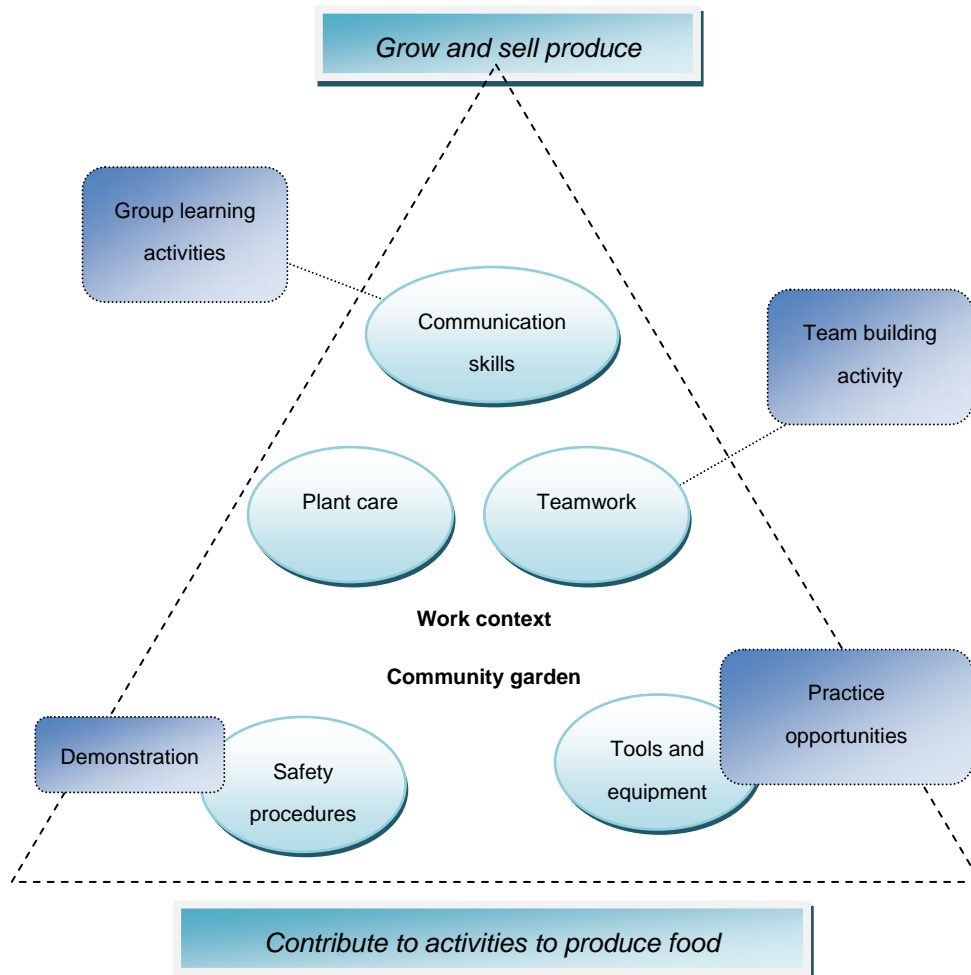 Grow and sell produce
Group learning
activities
Communication
skills
Team building
activity
Plant care
Teamwork
Work context
Community garden
Practice
opportunities
Demonstration
Safety
procedures
Tools and
equipment
Contribute to activities to produce food